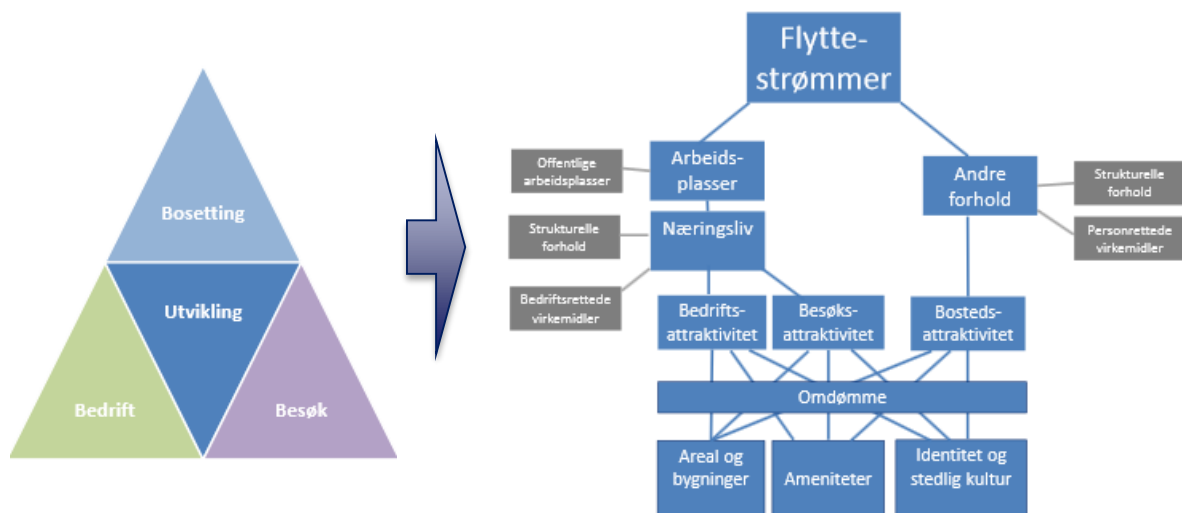 Bosetting
Utvikling
Bedrift
Besøk
Flytte-
strømmer
Offentlige
arbeidsplasser
Arbeids-
plasser
Andre
forhold
Strukturelle
forhold
Strukturelle
forhold
Næringsliv
Personrettede
virkemidler
Bedriftsrettede
virkemidler
Bedrifts-
attraktivitet
Besøks-
attraktivitet
Bosteds-
attraktivitet
Omdømme
Areal og
bygninger
Ameniteter
Identitet og
stedlig kultur